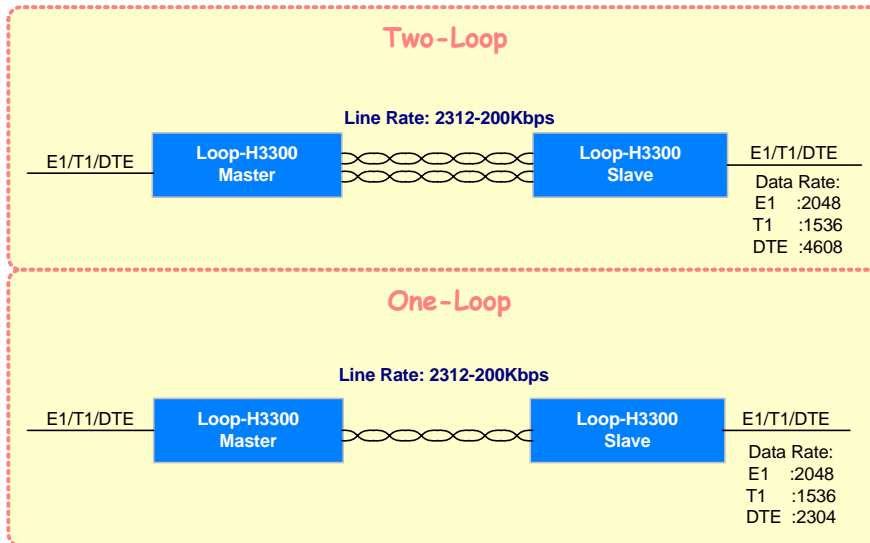 Two-Loop
Line Rate: 2312-200Kbps
E1/T1/DTE
Loop-H3300
Master
Loop-H3300
Slave
E1/T1/DTE
Data Rate:
E1 :2048
T1 :1536
DTE :4608
One-Loop
Line Rate: 2312-200Kbps
E1/T1/DTE
Loop-H3300
Master
Loop-H3300
Slave
E1/T1/DTE
Data Rate:
E1 :2048
T1 :1536
DTE :2304